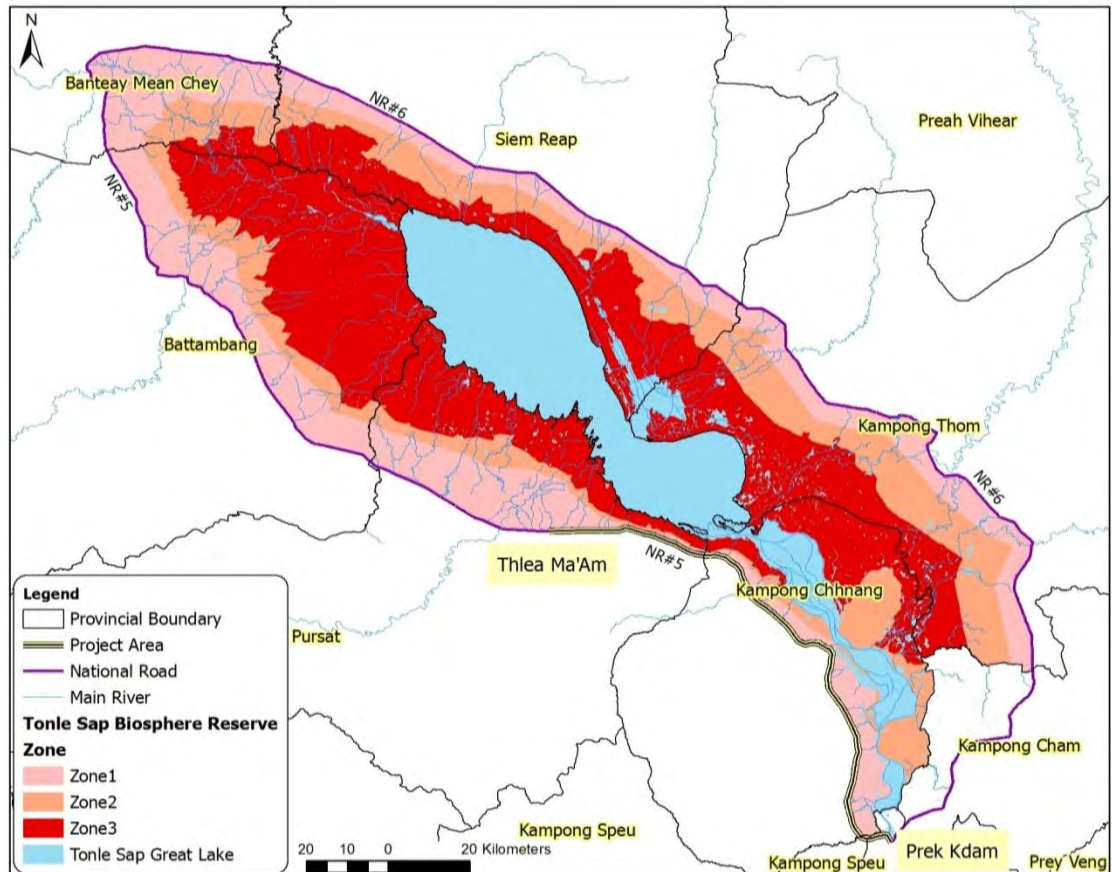 N
Banteay Mean Chey
NR#6
Siem Reap
Preah Vihear
NR#5
Battambang
Kampong Thom
NR#6
Thlea Ma'Am
NR#5
Kampong Chhnang
Pursat
Kampong Cham
Kampong Speu
Kampong Speu
Prek Kdam
Prey Veng
Legend
Provincial Boundary
Project Area
National Road
Main River
Tonle Sap Biosphere Reserve
Zone
Zone1
Zone2
Zone3
Tonle Sap Great Lake
20 10 0 20 Kilometers